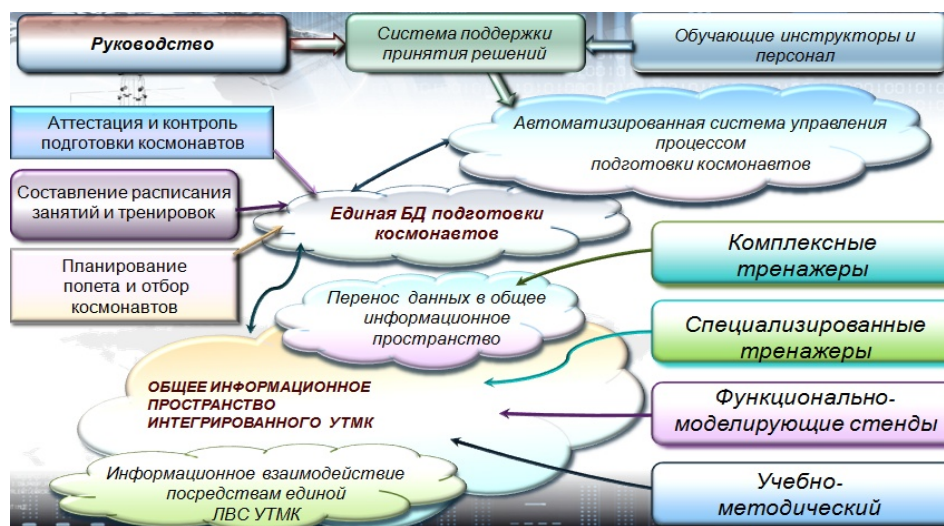 Руководство
Система поддержки
принятия решений
Обучающие инструкторы и
персонал
Аттестация и контроль
подготовки космонавтов
Автоматизированная система управления
процессом
подготовки космонавтов
Составление расписания
занятий и тренировок
Единая БД подготовки
космонавтов
Планирование
полета и отбор
космонавтов
Комплексные
тренажеры
Перенос данных в общее
информационное
пространство
Специализированные
тренажеры
ОБЩЕЕ ИНФОРМАЦИОННОЕ
ПРОСТРАНСТВО
ИНТЕГРИРОВАННОГО УТМК
Функционально-
моделирующие стенды
Информационное взаимодействие
посредствам единой
ЛВС УТМК
Учебно-
методический